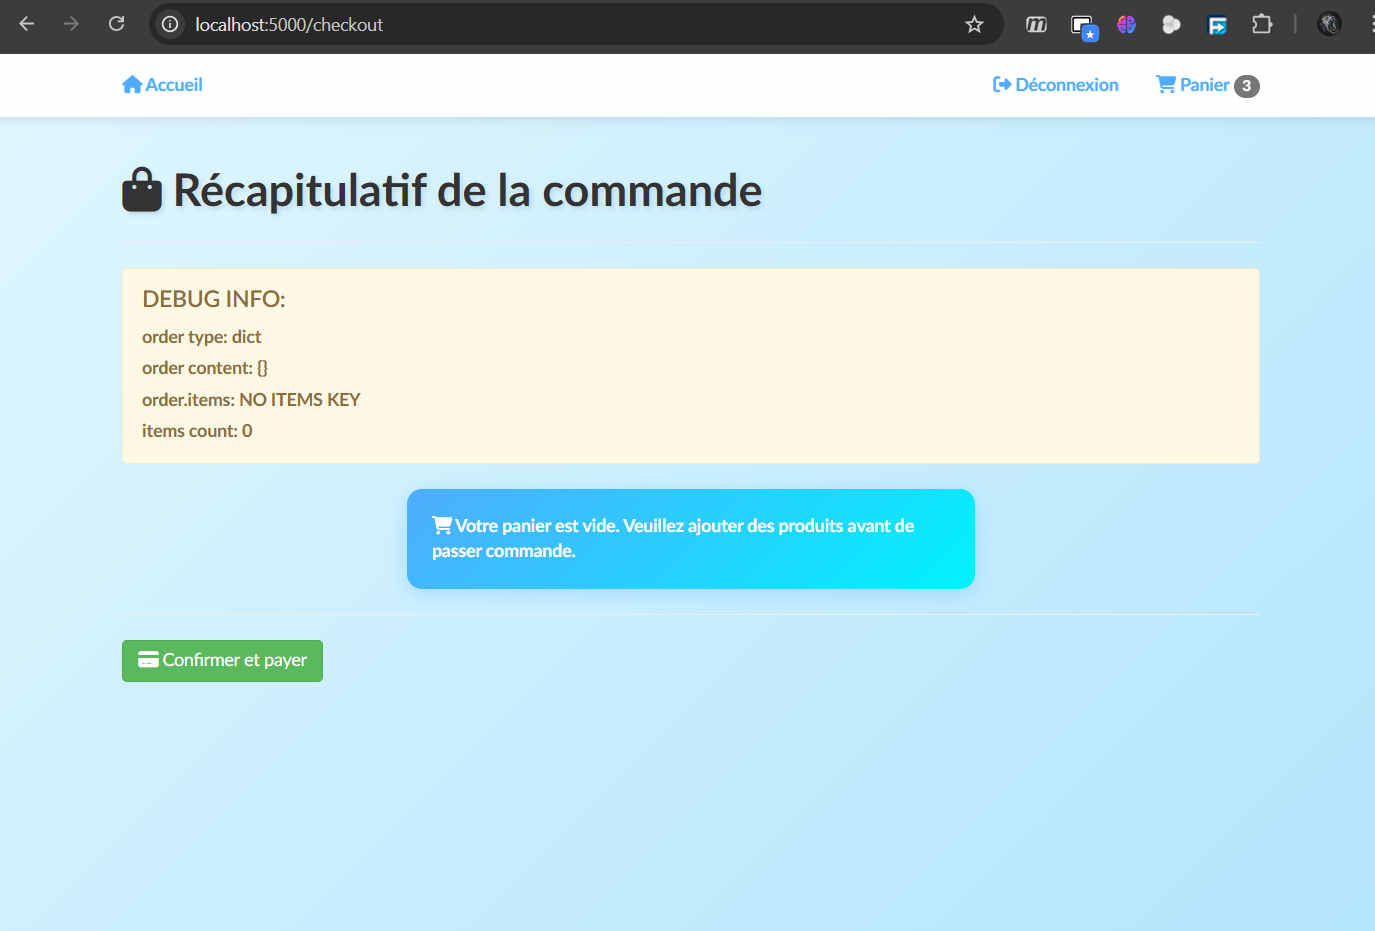 localhost:5000/checkout
Accueil
Déconnexion
Panier 3
Récapitulatif de la commande
DEBUG INFO:
order type: dict
order content: {}
order.items: NO ITEMS KEY
items count: 0
Votre panier est vide. Veuillez ajouter des produits avant de
passer commande.
Confirmer et payer